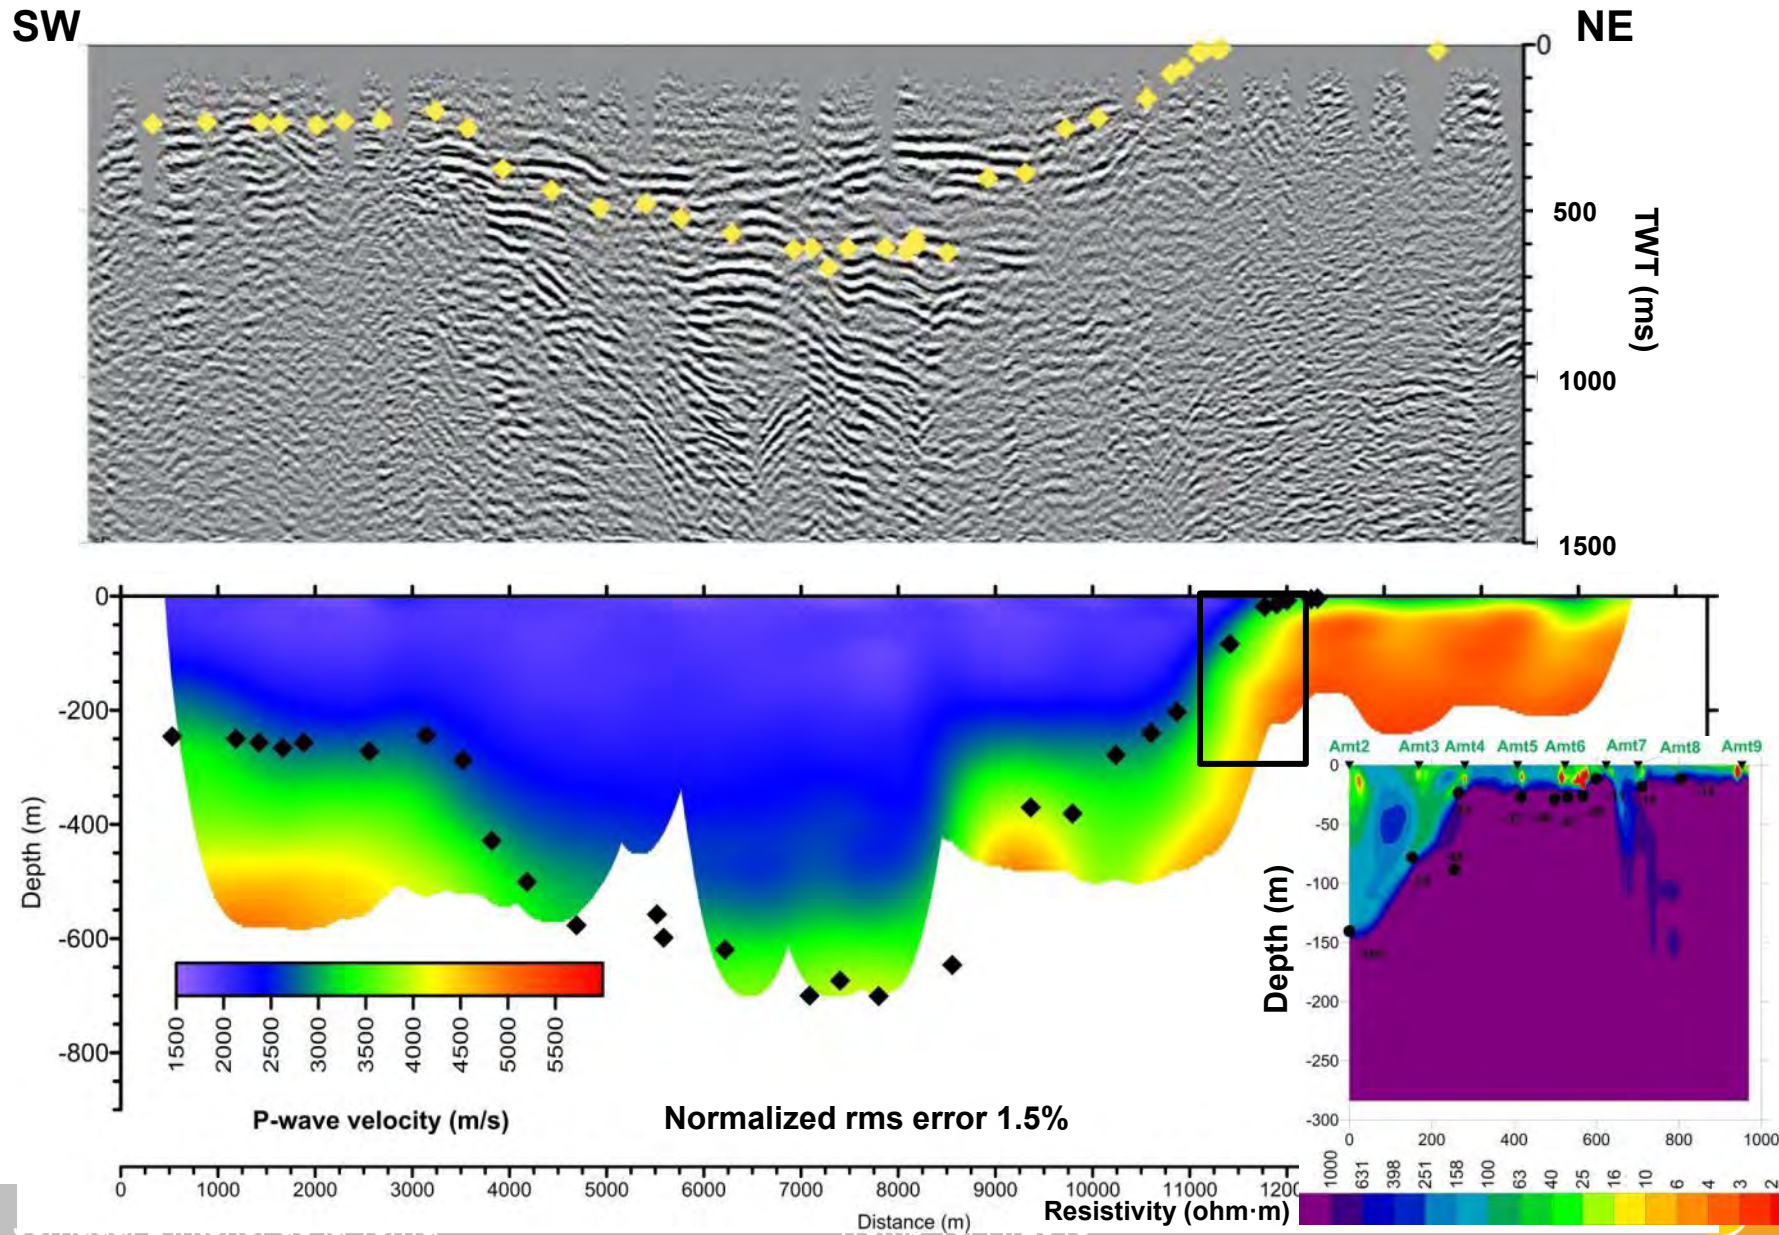 SW
NE
0
500
1000
1500
TWT (ms)
0
-200
-400
-600
-800
Depth (m)
1500
2000
2500
3000
3500
4000
4500
5000
5500
P-wave velocity (m/s)
Normalized rms error 1.5%
0 1000 2000 3000 4000 5000 6000 7000 8000 9000 10000 11000
Distance (m)
Amt2 Amt3 Amt4 Amt5 Amt6 Amt7 Amt8 Amt9
0
-50
-100
-150
-200
-250
-300
Depth (m)
0 200 400 600 800 1000
1000 631 398 251 158 100 63 40 25 16 10 6 4 3 2
Resistivity (ohm·m)